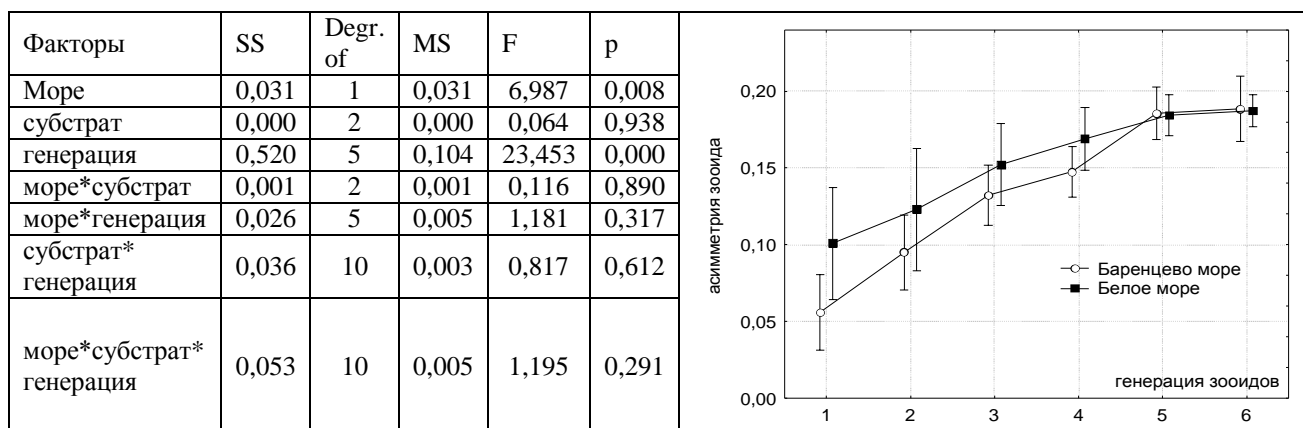 Факторы SS Degr. of MS F p
Море 0,031 1 0,031 6,987 0,008
субстрат 0,000 2 0,000 0,064 0,938
генерация 0,520 5 0,104 23,453 0,000
море*субстрат 0,001 2 0,001 0,116 0,890
море*генерация 0,026 5 0,005 1,181 0,317
субстрат*
генерация 0,036 10 0,003 0,817 0,612
море*субстрат*
генерация 0,053 10 0,005 1,195 0,291
асимметрия зооида
0,20
0,15
0,10
0,05
0,00
Баренцево море
Белое море
генерация зооидов
1 2 3 4 5 6